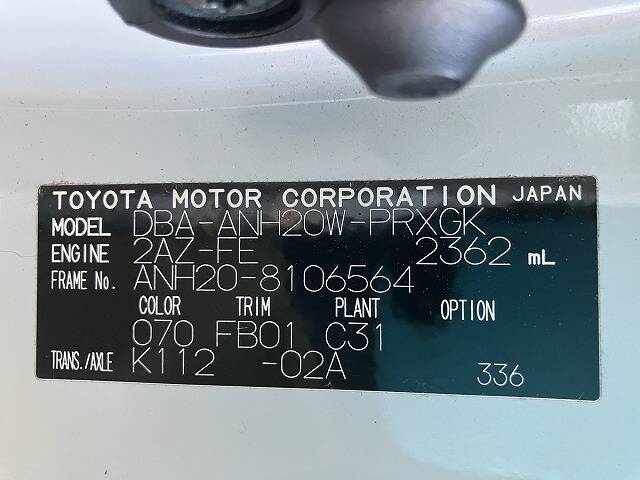 TOYOTA MOTOR CORPORATION JAPAN
MODEL DBA-ANH20W-PRXGK
ENGINE 2AZ-FE 2362 mL
FRAME No. ANH20-8106564
COLOR TRIM PLANT OPTION
070 FB01 C31
TRANS./AXLE K112 -02A 336